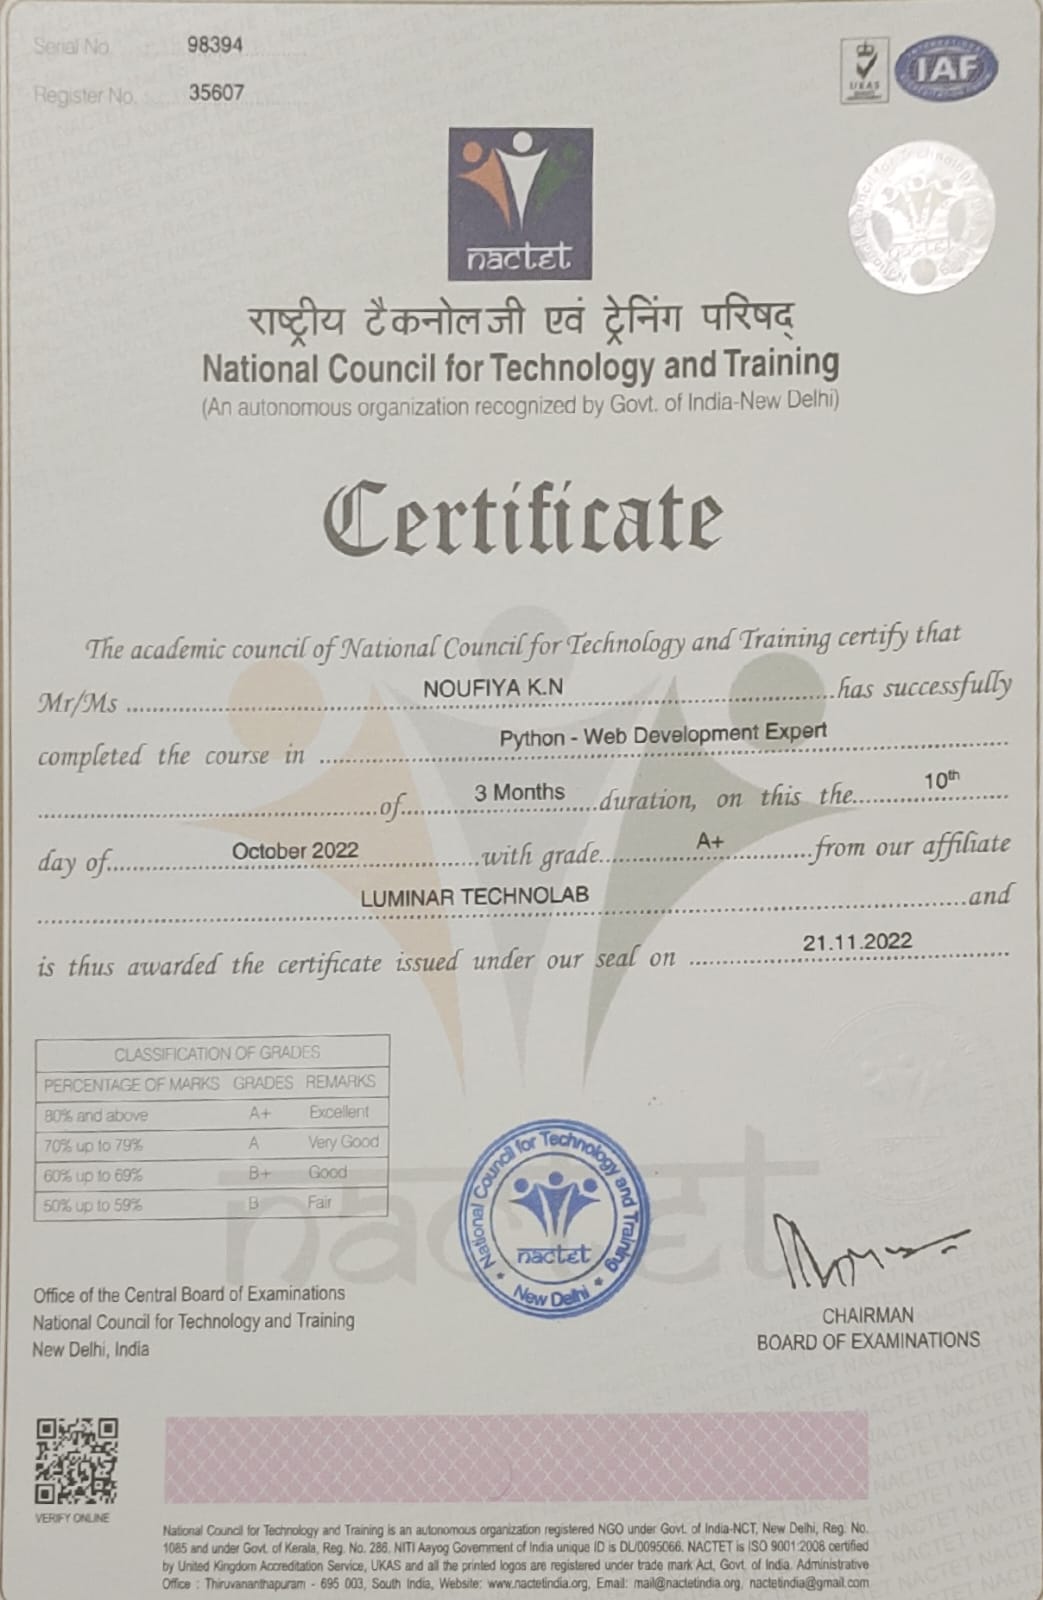 Serial No. 98394
Register No. 35607
UKAS
IAF
nactet
राष्ट्रीय टैकनोलजी एवं ट्रेनिंग परिषद्
National Council for Technology and Training
(An autonomous organization recognized by Govt. of India-New Delhi)
Certificate
The academic council of National Council for Technology and Training certify that
Mr/Ms NOUFIYA K.N has successfully
completed the course in Python - Web Development Expert
of 3 Months duration, on this the 10th
day of October 2022 with grade A+ from our affiliate
LUMINAR TECHNOLAB and
is thus awarded the certificate issued under our seal on 21.11.2022
CLASSIFICATION OF GRADES
PERCENTAGE OF MARKS GRADES REMARKS
80% and above A+ Excellent
70% up to 79% A Very Good
60% up to 69% B+ Good
50% up to 59% B Fair
nactet
National Council for Technology and Training
nactet
New Delhi
Office of the Central Board of Examinations
National Council for Technology and Training
New Delhi, India
CHAIRMAN
BOARD OF EXAMINATIONS
VERIFY ONLINE
National Council for Technology and Training is an autonomous organization registered NGO under Govt. of India-NCT, New Delhi, Reg. No.
1085 and under Govt. of Kerala, Reg. No. 286. NITI Aayog Government of India unique ID is DL/0095066. NACTET is ISO 9001:2008 certified
by United Kingdom Accreditation Service, UKAS and all the printed logos are registered under trade mark Act, Govt. of India. Administrative
Office : Thiruvananthapuram - 695 003, South India, Website: www.nactetindia.org, Email: mail@nactetindia.org, nactetindia@gmail.com